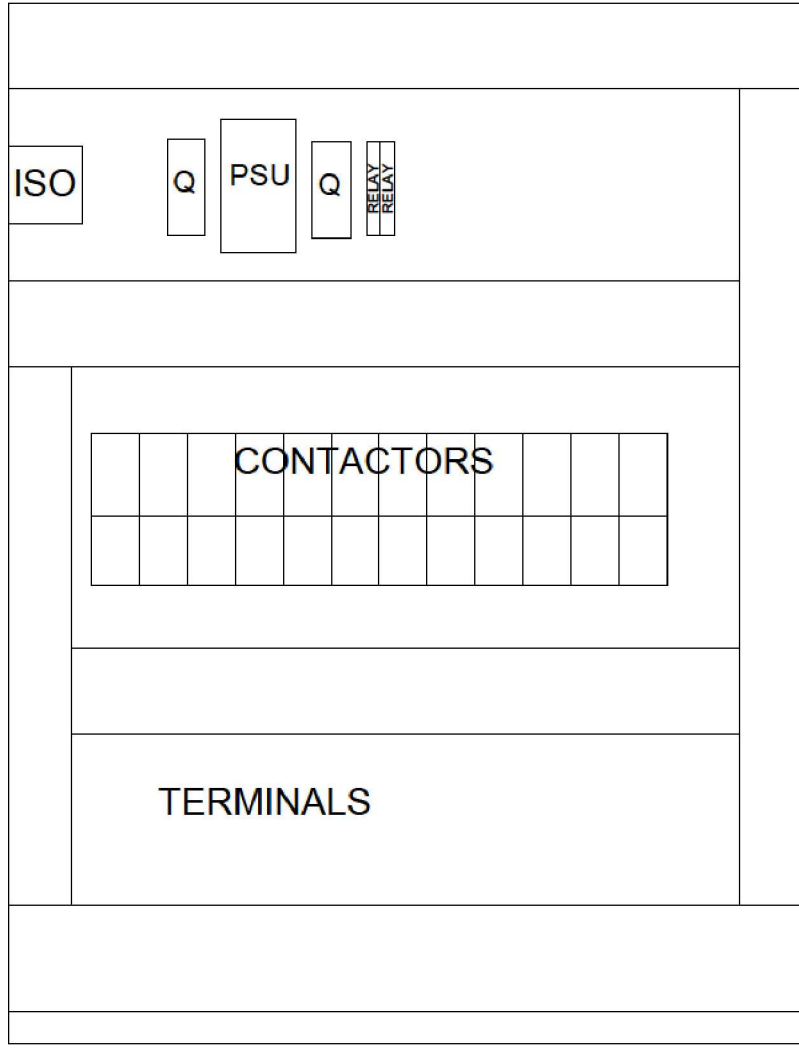 ISO
Q
PSU
Q
RELAY
RELAY
CONTACTORS
TERMINALS